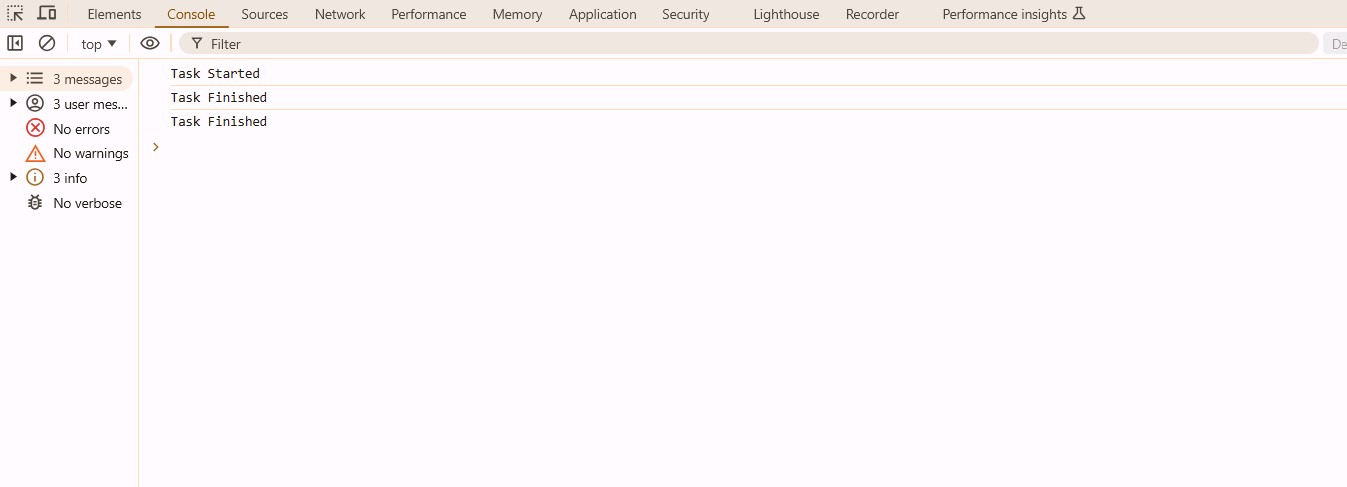 Elements Console Sources Network Performance Memory Application Security Lighthouse Recorder Performance insights
top Filter De
3 messages
3 user mes...
No errors
No warnings
3 info
No verbose
Task Started
Task Finished
Task Finished